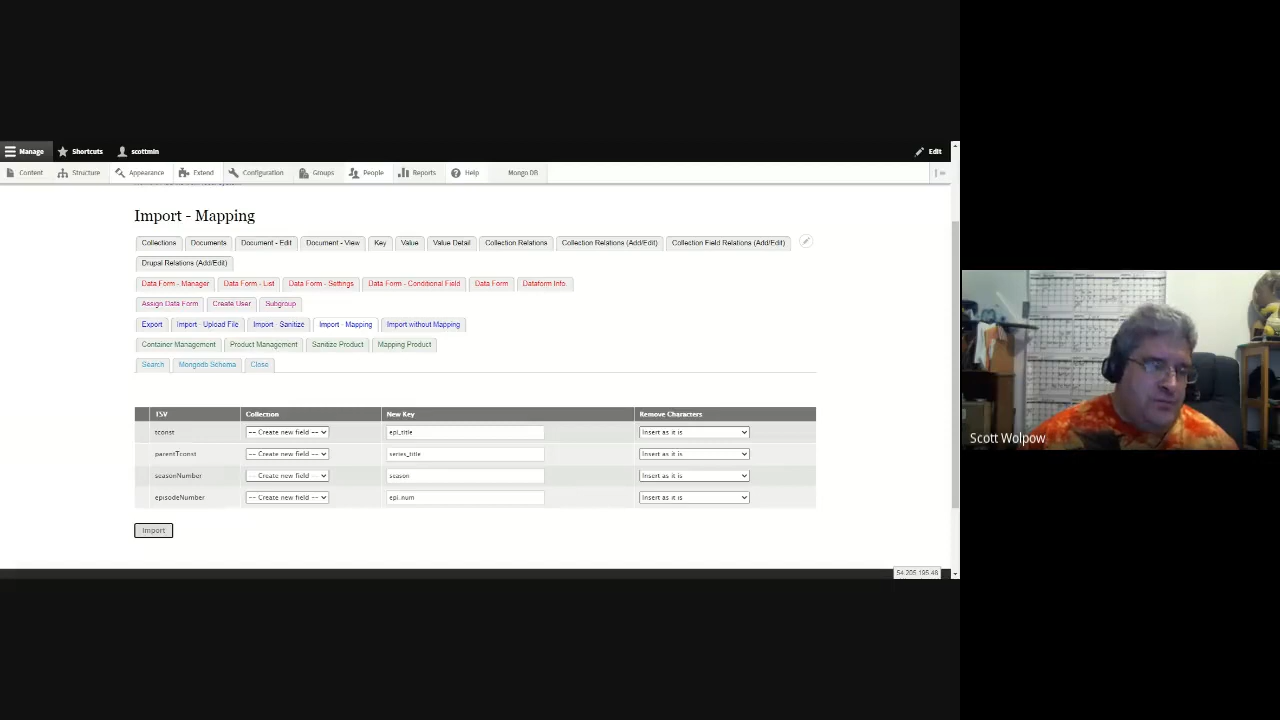 Manage Shortcuts scottmin Edit
Content Structure Appearance Extend Configuration Groups People Reports Help Mongo DB
Import - Mapping
Collections Documents Document - Edit Document - View Key Value Value Detail Collection Relations Collection Relations (Add/Edit) Collection Field Relations (Add/Edit)
Drupal Relations (Add/Edit)
Data Form - Manager Data Form - List Data Form - Settings Data Form - Conditional Field Data Form Dataform Info.
Assign Data Form Create User Subgroup
Export Import - Upload File Import - Sanitize Import - Mapping Import without Mapping
Container Management Product Management Sanitize Product Mapping Product
Search Mongodb Schema Close
TSV Collection New Key Remove Characters
tconst -- Create new field -- epi_title Insert as it is
parentTconst -- Create new field -- series_title Insert as it is
seasonNumber -- Create new field -- season Insert as it is
episodeNumber -- Create new field -- epi.num Insert as it is
Import
54.205.195.48
Scott Wolpow